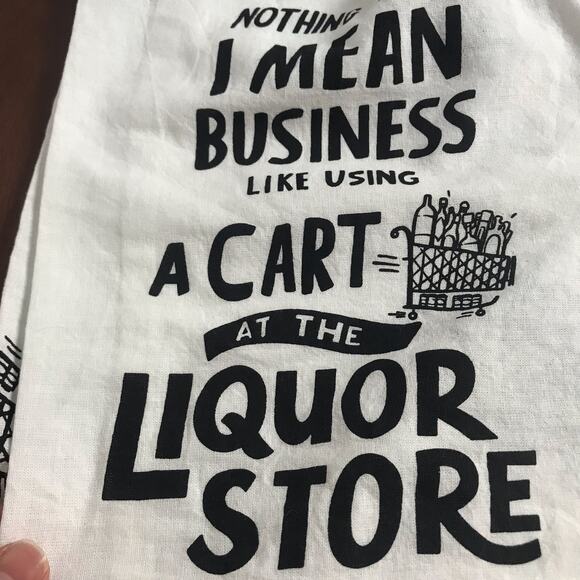 NOTHING
I MEAN
BUSINESS
LIKE USING
A CART
AT THE
LIQUOR
STORE